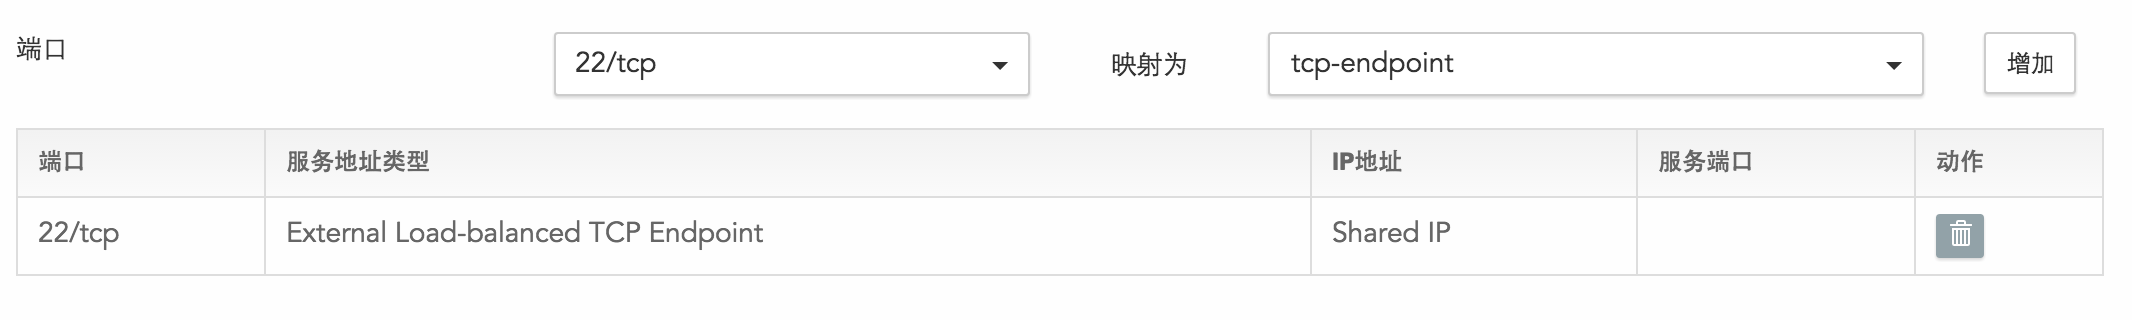 端口 22/tcp 映射为 tcp-endpoint 增加
端口 服务地址类型 IP地址 服务端口 动作
22/tcp External Load-balanced TCP Endpoint Shared IP